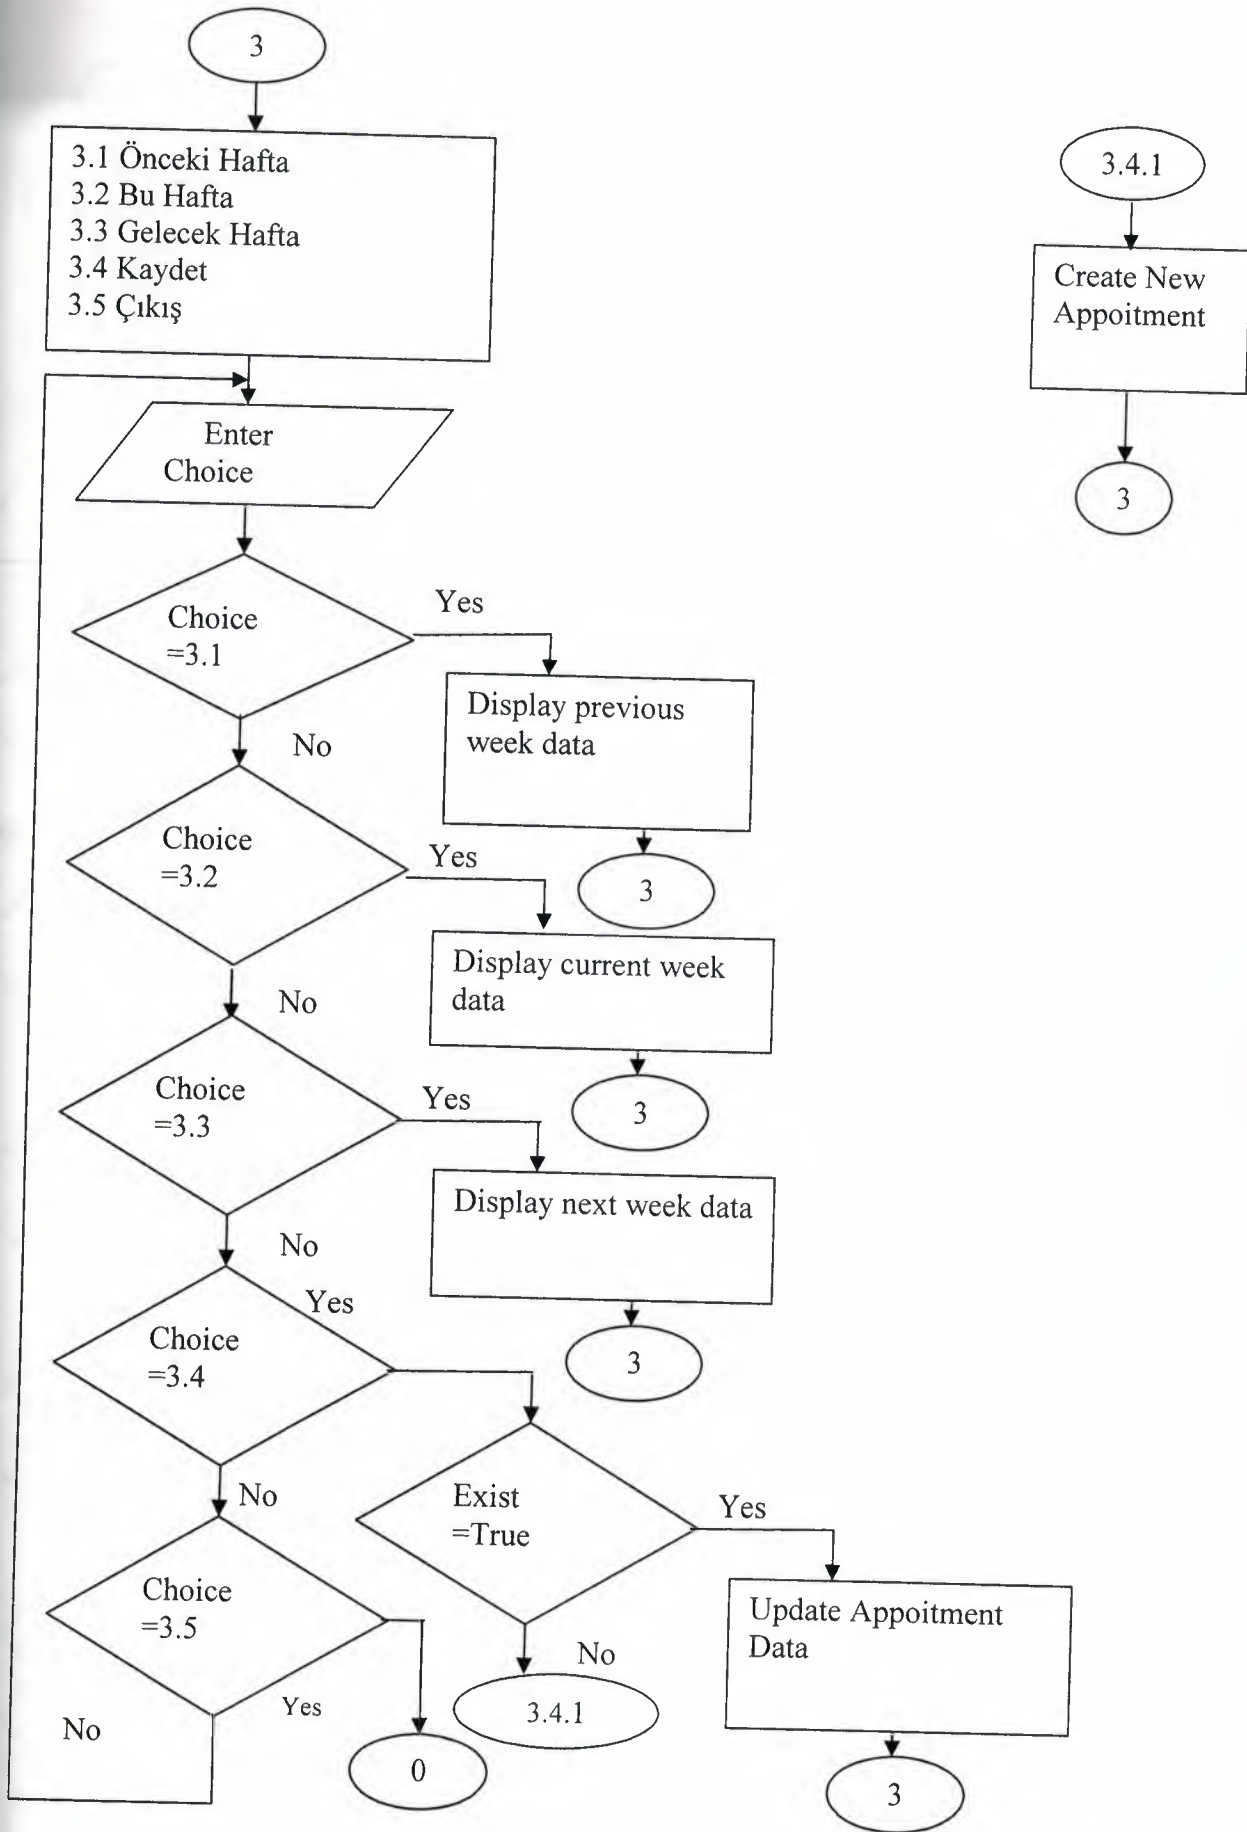 3
3.1 Önceki Hafta
3.2 Bu Hafta
3.3 Gelecek Hafta
3.4 Kaydet
3.5 Çıkış
Enter
Choice
Choice
=3.1
Yes
Display previous
week data
3
No
Choice
=3.2
Yes
Display current week
data
3
No
Choice
=3.3
Yes
Display next week data
3
No
Choice
=3.4
Yes
Exist
=True
Yes
Update Appoitment
Data
3
No
3.4.1
No
Choice
=3.5
Yes
0
No
3.4.1
Create New
Appoitment
3